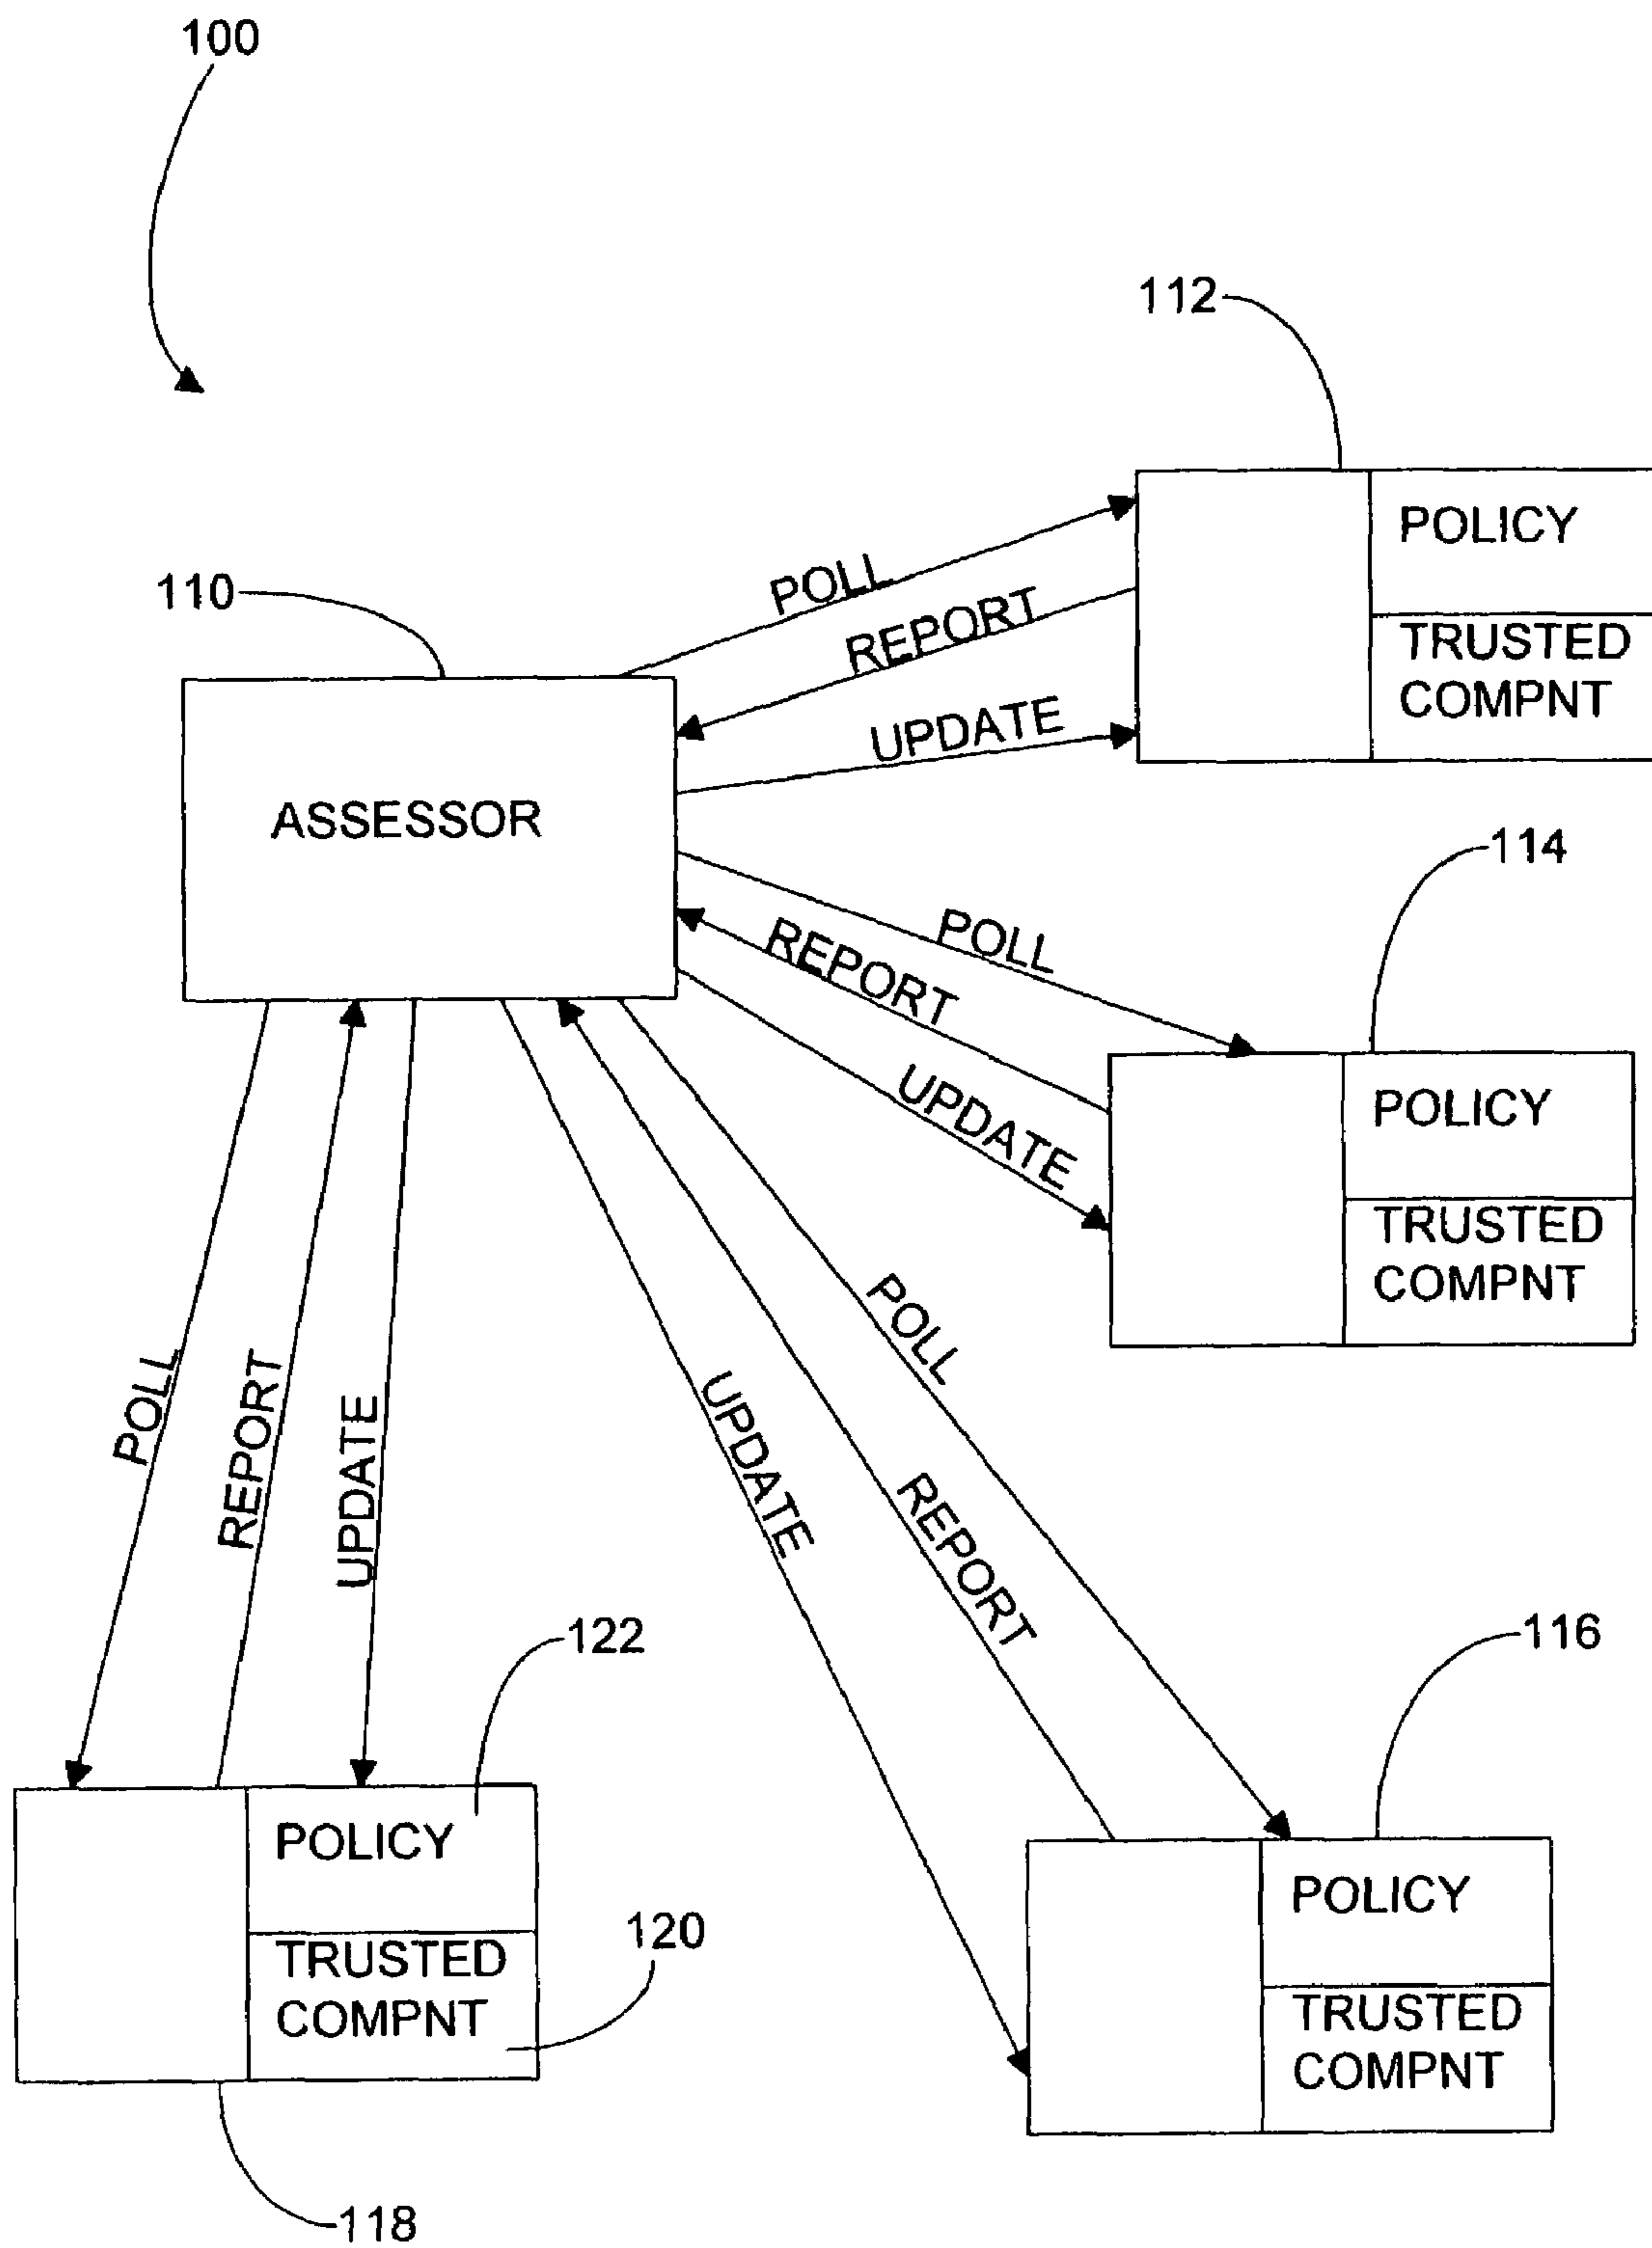 100
112
POLICY
TRUSTED
COMPNT
110
POLL
REPORT
UPDATE
ASSESSOR
114
POLL
REPORT
UPDATE
POLICY
TRUSTED
COMPNT
POLL
REPORT
UPDATE
UPDATE
REPORT
POLL
122
116
POLICY
TRUSTED
COMPNT
120
POLICY
TRUSTED
COMPNT
118